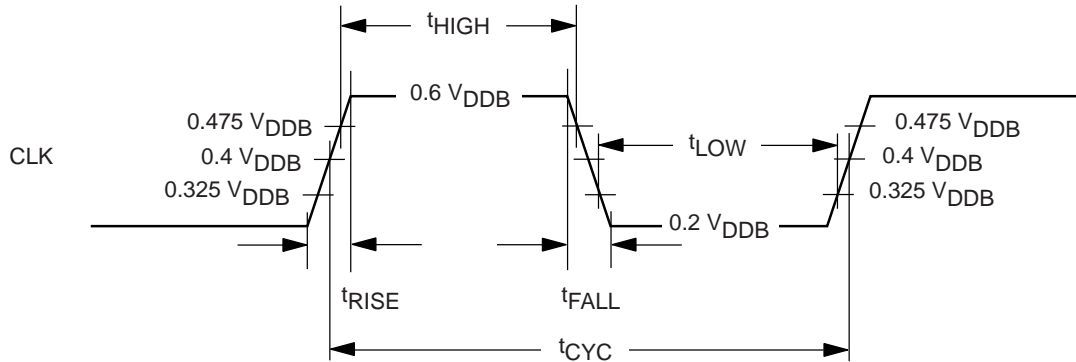 tHIGH
0.6 VDDB
0.475 VDDB
0.475 VDDB
CLK
0.4 VDDB
tLOW
0.4 VDDB
0.325 VDDB
0.325 VDDB
0.2 VDDB
tRISE
tFALL
tCYC